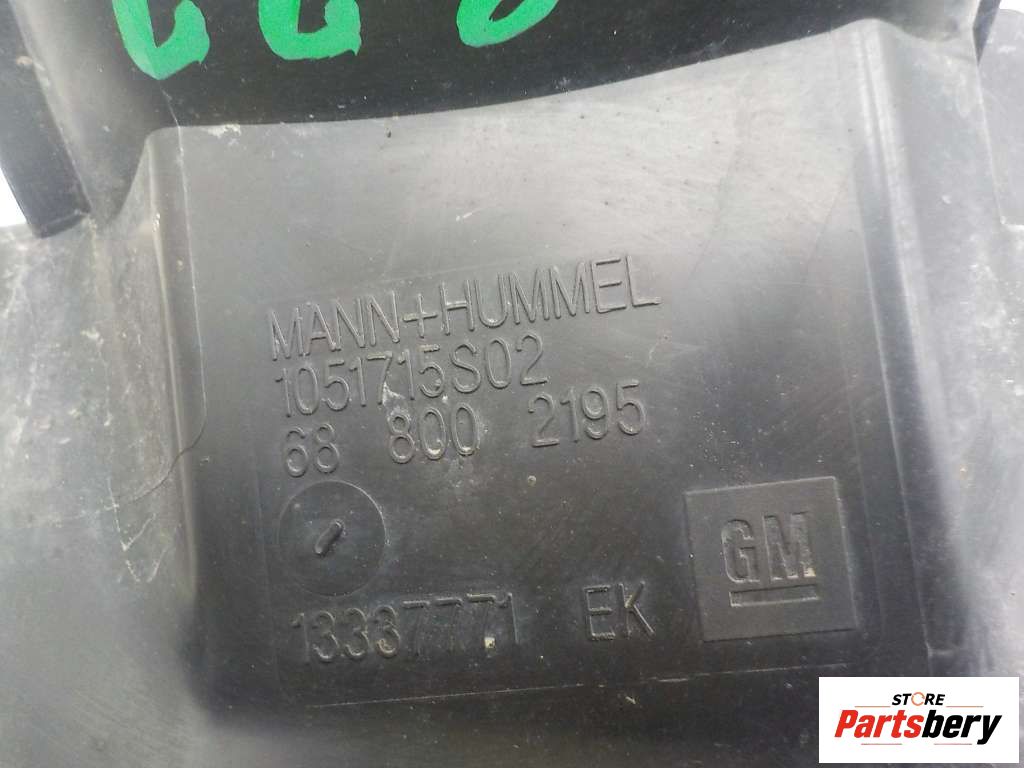 MANN+HUMMEL
1051715S02
68 800 2195
GM
13337771 EK
STORE
Partsbery